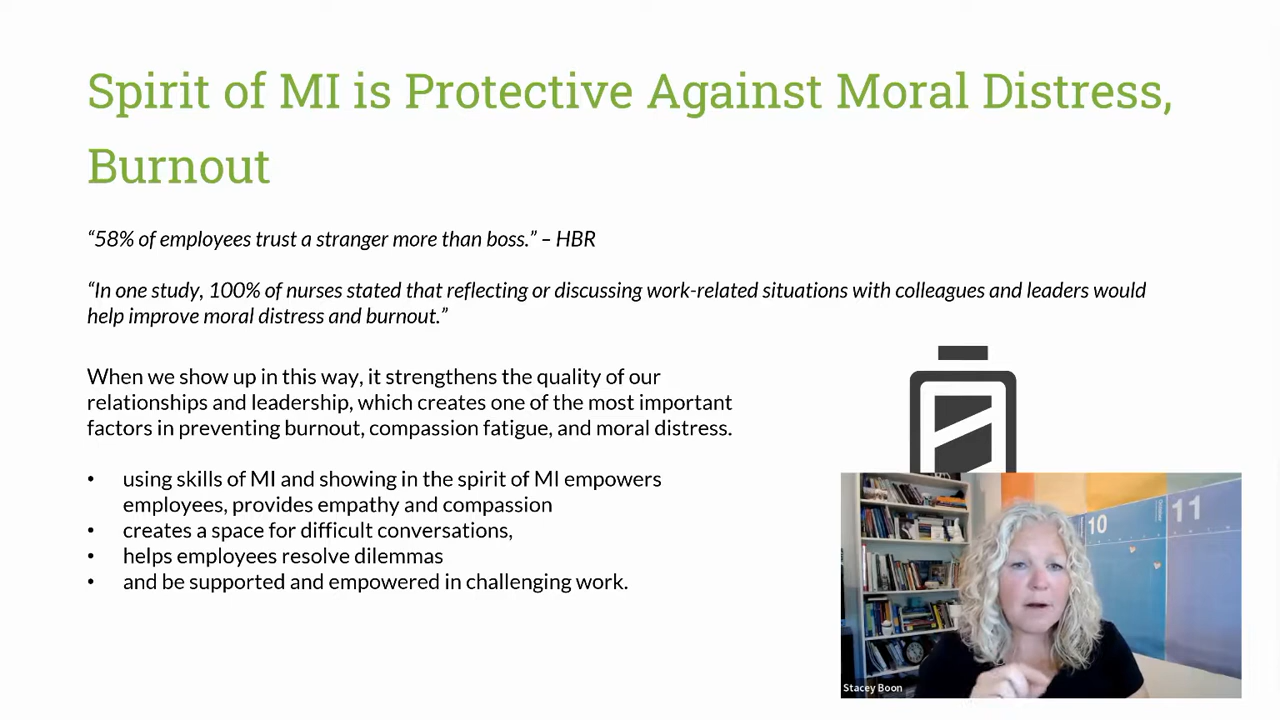 Spirit of MI is Protective Against Moral Distress,
Burnout
“58% of employees trust a stranger more than boss.” – HBR
“In one study, 100% of nurses stated that reflecting or discussing work-related situations with colleagues and leaders would
help improve moral distress and burnout.”
When we show up in this way, it strengthens the quality of our
relationships and leadership, which creates one of the most important
factors in preventing burnout, compassion fatigue, and moral distress.
• using skills of MI and showing in the spirit of MI empowers
employees, provides empathy and compassion
• creates a space for difficult conversations,
• helps employees resolve dilemmas
• and be supported and empowered in challenging work.
10
11
Stacey Boon